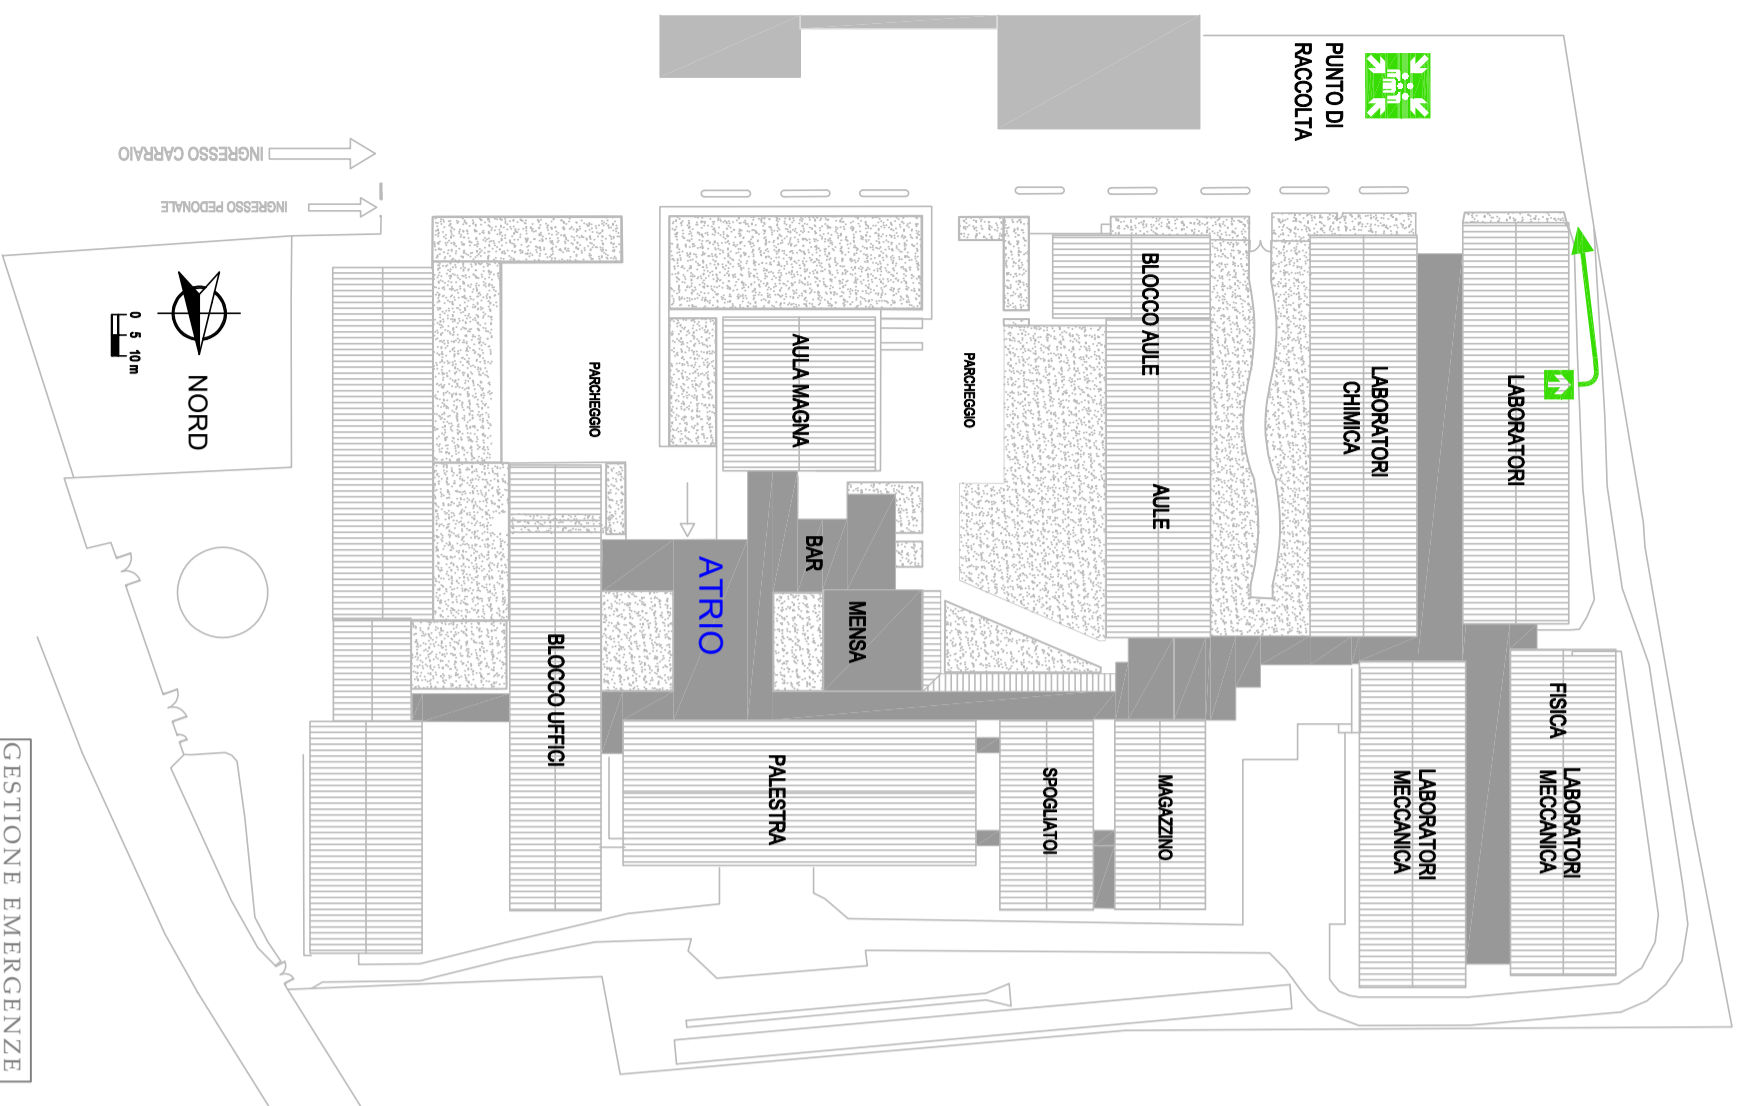 PUNTO DI
RACCOLTA
INGRESSO CARRAIO
INGRESSO PEDONALE
0 5 10 m
NORD
PARCHEGGIO
AULA MAGNA
PARCHEGGIO
BLOCCO AULE
AULE
LABORATORI
CHIMICA
LABORATORI
ATRIO
BAR
MENSA
BLOCCO UFFICI
PALESTRA
SPOGLIATOI
MAGAZZINO
LABORATORI
MECCANICA
FISICA
LABORATORI
MECCANICA
GESTIONE EMERGENZE